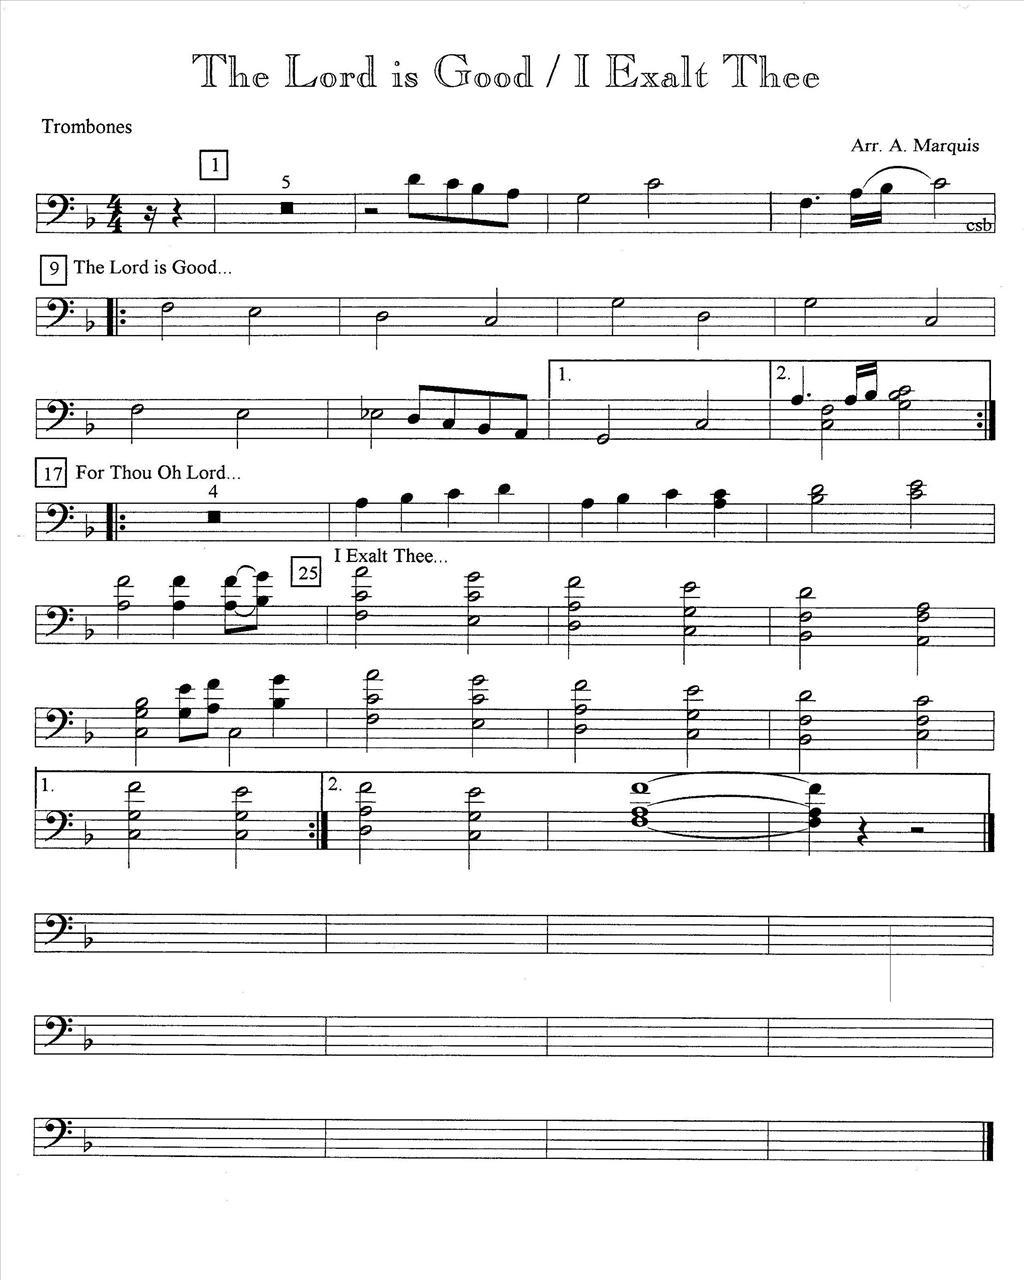 The Lord is Good / I Exalt Thee
Trombones
Arr. A. Marquis
1
5
csb
9 The Lord is Good...
1.
2.
17 For Thou Oh Lord...
4
25 I Exalt Thee...
1.
2.